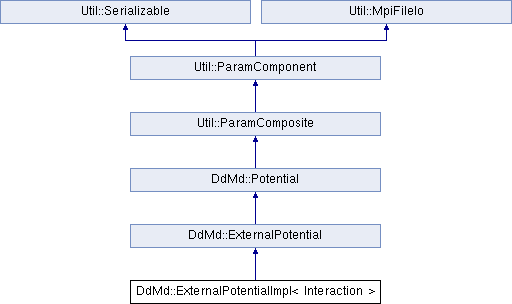 Util::Serializable
Util::MpiFileIo
Util::ParamComponent
Util::ParamComposite
DdMd::Potential
DdMd::ExternalPotential
DdMd::ExternalPotentialImpl< Interaction >